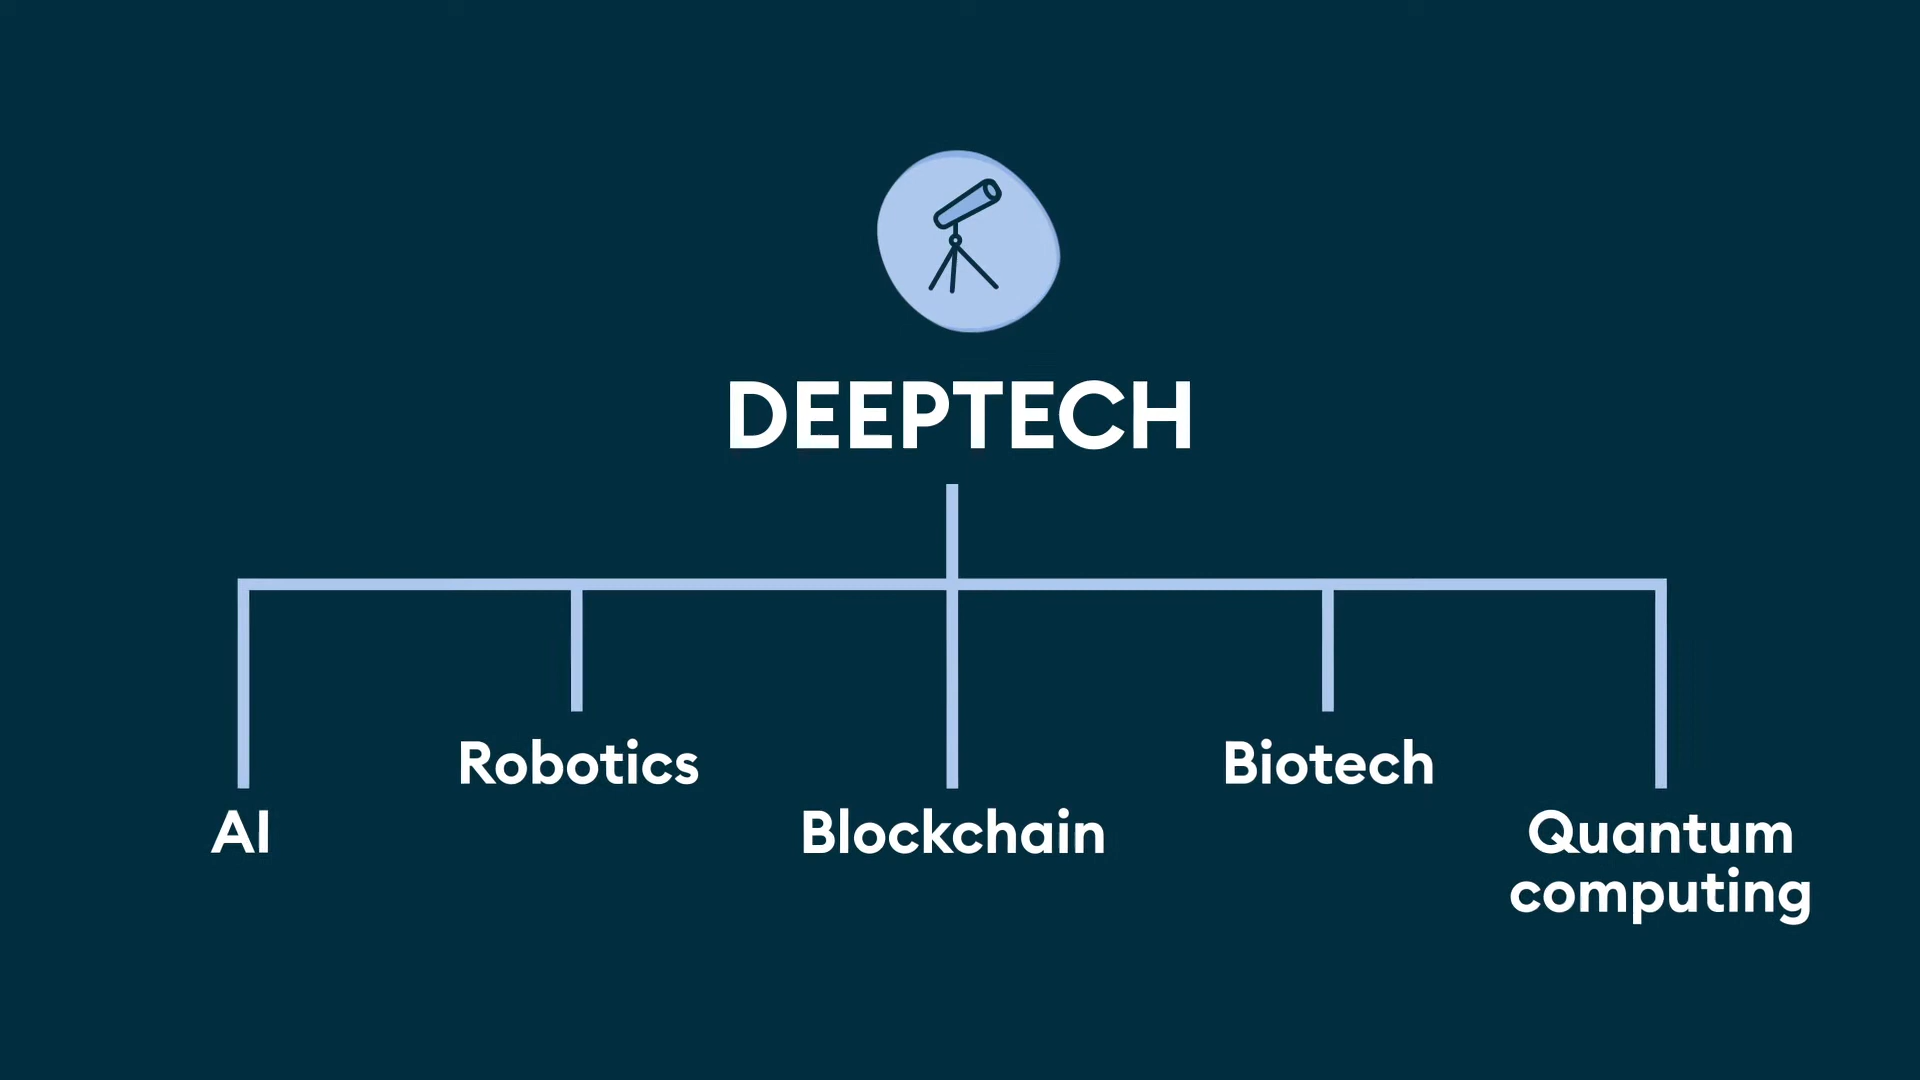 DEEPTECH
AI
Robotics
Blockchain
Biotech
Quantum
computing